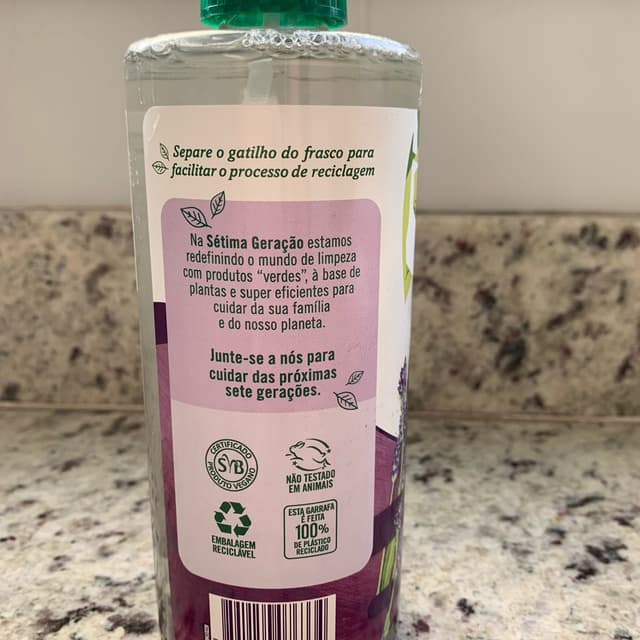 Separe o gatilho do frasco para
facilitar o processo de reciclagem
Na Sétima Geração estamos
redefinindo o mundo de limpeza
com produtos “verdes”, à base de
plantas e super eficientes para
cuidar da sua família
e do nosso planeta.
Junte-se a nós para
cuidar das próximas
sete gerações.
CERTIFICADO
SVB
PRODUTO VEGANO
NÃO TESTADO
EM ANIMAIS
EMBALAGEM
RECICLÁVEL
ESTA GARRAFA
É FEITA
100%
DE PLÁSTICO
RECICLADO